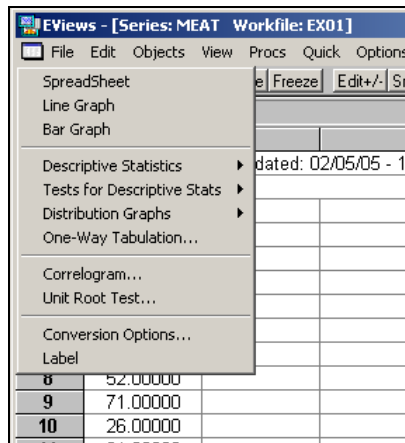 EViews - [Series: MEAT Workfile: EX01]
File Edit Objects View Procs Quick Options
Freeze Edit+/-
SpreadSheet
Line Graph
Bar Graph
dated: 02/05/05 - 1
Descriptive Statistics
Tests for Descriptive Stats
Distribution Graphs
One-Way Tabulation...
Correlogram...
Unit Root Test...
Conversion Options...
Label
8 52.00000
9 71.00000
10 26.00000